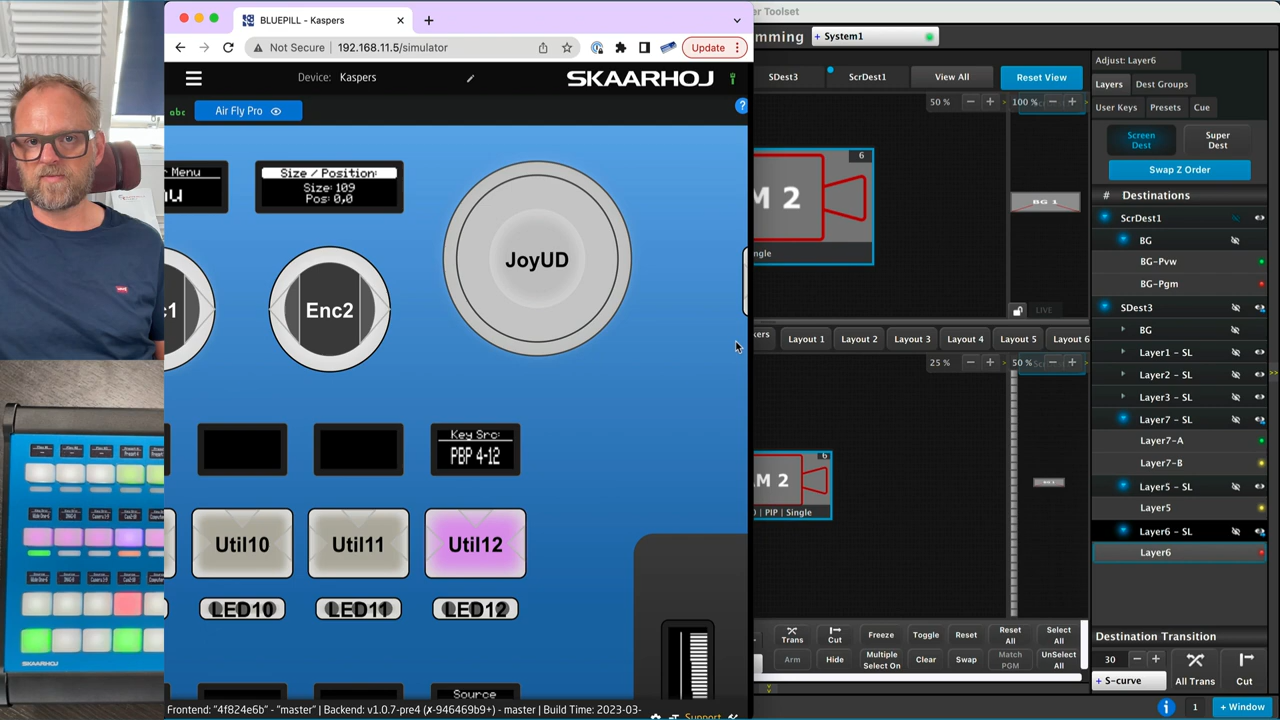 BLUEPILL - Kaspers
Not Secure | 192.168.11.5/simulator
Update
Device: Kaspers
SKAARHOJ
abc
Air Fly Pro
Menu
Size / Position:
Size: 109
Pos: 0,0
JoyUD
Enc2
Key Src:
PBP 4-12
Util10
Util11
Util12
LED10
LED11
LED12
Source
Frontend: "4f824e6b" - "master" | Backend: v1.0.7-pre4 (✗-946469b9+) - master | Build Time: 2023-03-
Support
SKAARHOJ
er Toolset
mming
+ System1
SDest3
ScrDest1
View All
Reset View
50 %
100 %
6
M 2
ngle
BG 1
LIVE
kers
Layout 1
Layout 2
Layout 3
Layout 4
Layout 5
Layout 6
25 %
50 %
6
M 2
| PIP | Single
Trans
Cut
Freeze
Toggle
Reset
Reset All
Select All
Arm
Hide
Multiple Select On
Clear
Swap
Match PGM
UnSelect All
Adjust: Layer6
Layers
Dest Groups
User Keys
Presets
Cue
Screen Dest
Super Dest
Swap Z Order
# Destinations
ScrDest1
BG
BG-Pvw
BG-Pgm
SDest3
BG
Layer1 - SL
Layer2 - SL
Layer3 - SL
Layer7 - SL
Layer7-A
Layer7-B
Layer5 - SL
Layer5
Layer6 - SL
Layer6
Destination Transition
30
+ S-curve
All Trans
Cut
1
+ Window